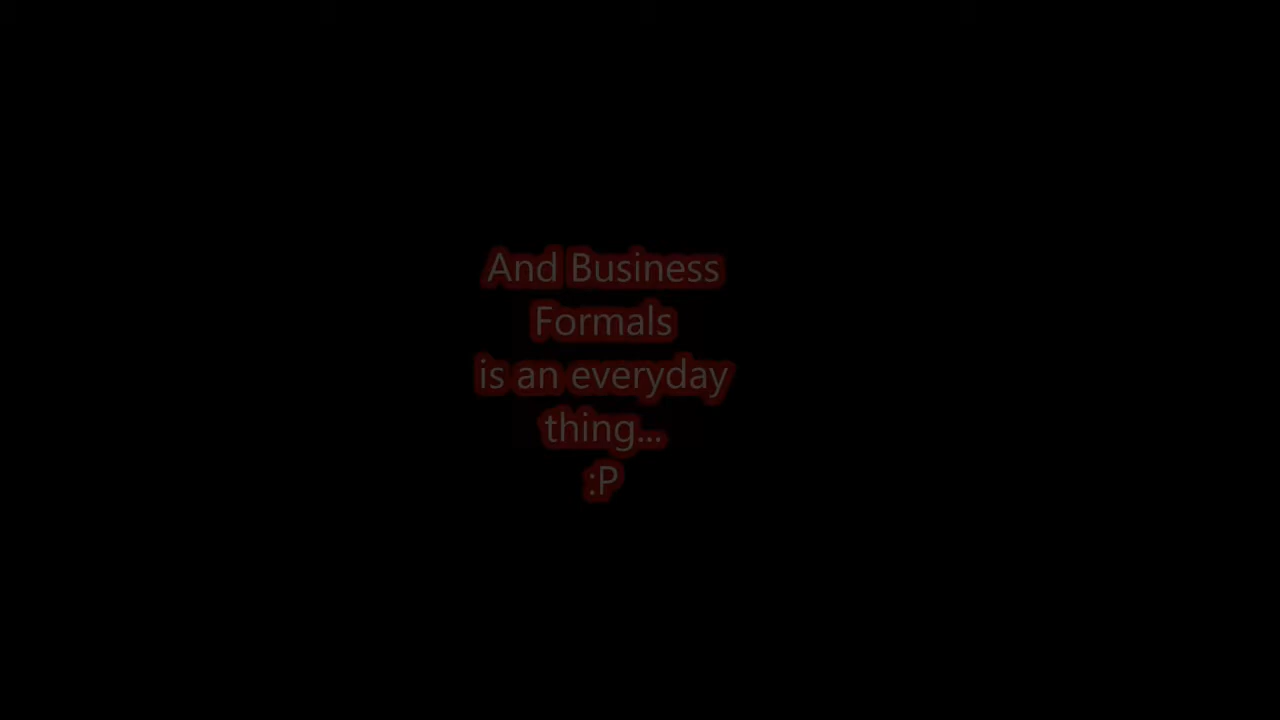 And Business
Formals
is an everyday
thing...
:P